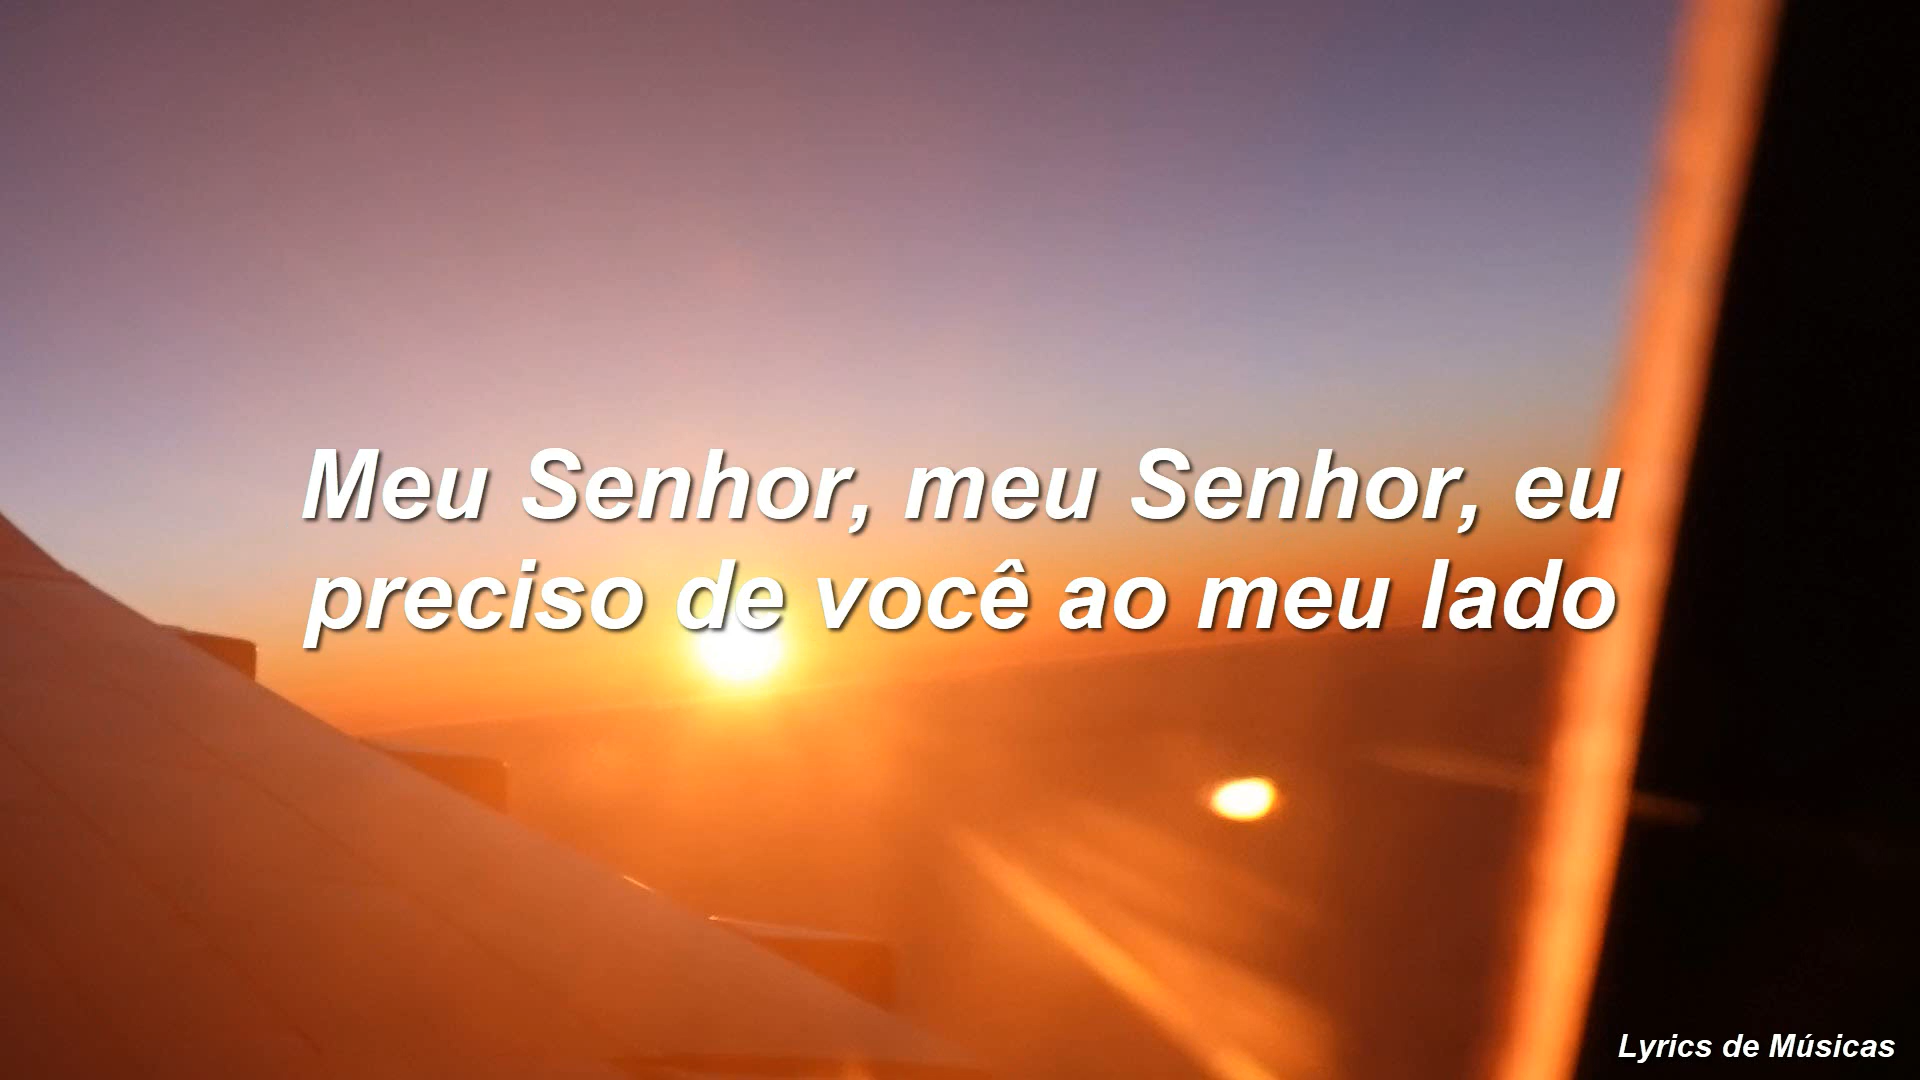 Meu Senhor, meu Senhor, eu
preciso de você ao meu lado
Lyrics de Músicas